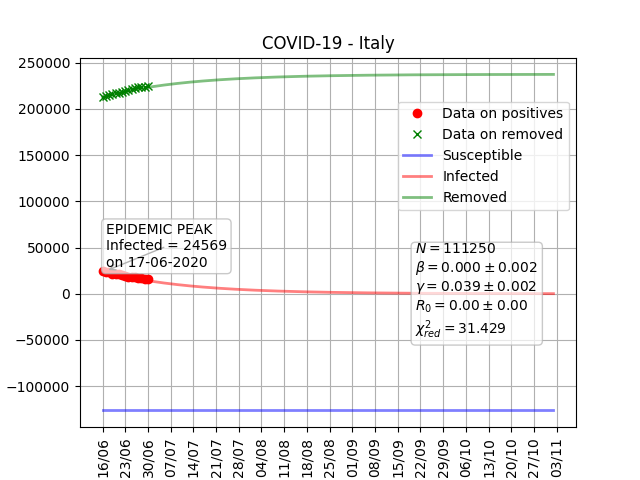 COVID-19 - Italy
250000
200000
150000
100000
50000
0
−50000
−100000
Data on positives
Data on removed
Susceptible
Infected
Removed
EPIDEMIC PEAK
Infected = 24569
on 17-06-2020
N = 111250
β = 0.000 ± 0.002
γ = 0.039 ± 0.002
R₀ = 0.00 ± 0.00
χ²red = 31.429
16/06
23/06
30/06
07/07
14/07
21/07
28/07
04/08
11/08
18/08
25/08
01/09
08/09
15/09
22/09
29/09
06/10
13/10
20/10
27/10
03/11